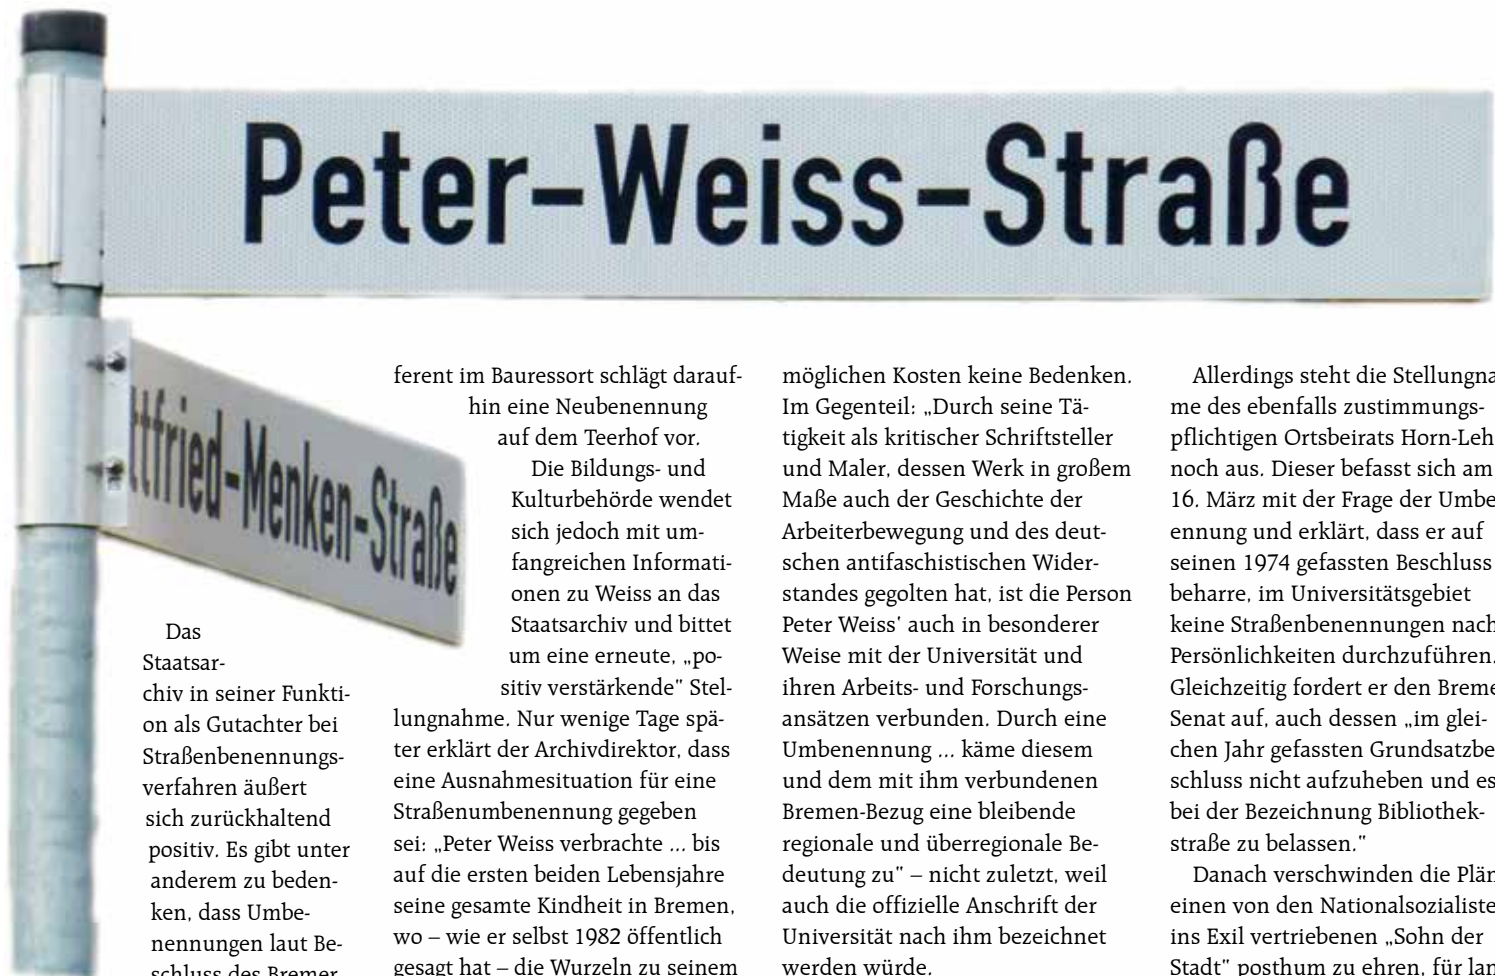 Peter-Weiss-Straße
ttfried-Menken-Straße
Das
Staatsar-
chiv in seiner Funkti-
on als Gutachter bei
Straßenbenennungs-
verfahren äußert
sich zurückhaltend
positiv. Es gibt unter
anderem zu beden-
ken, dass Umbe-
nennungen laut Be-
schluss des Bremer
ferent im Bauressort schlägt darauf-
hin eine Neubenennung
auf dem Teerhof vor.
Die Bildungs- und
Kulturbehörde wendet
sich jedoch mit um-
fangreichen Informati-
onen zu Weiss an das
Staatsarchiv und bittet
um eine erneute, „po-
sitiv verstärkende" Stel-
lungnahme. Nur wenige Tage spä-
ter erklärt der Archivdirektor, dass
eine Ausnahmesituation für eine
Straßenumbenennung gegeben
sei: „Peter Weiss verbrachte ... bis
auf die ersten beiden Lebensjahre
seine gesamte Kindheit in Bremen,
wo – wie er selbst 1982 öffentlich
gesagt hat – die Wurzeln zu seinem
möglichen Kosten keine Bedenken.
Im Gegenteil: „Durch seine Tä-
tigkeit als kritischer Schriftsteller
und Maler, dessen Werk in großem
Maße auch der Geschichte der
Arbeiterbewegung und des deut-
schen antifaschistischen Wider-
standes gegolten hat, ist die Person
Peter Weiss' auch in besonderer
Weise mit der Universität und
ihren Arbeits- und Forschungs-
ansätzen verbunden. Durch eine
Umbenennung ... käme diesem
und dem mit ihm verbundenen
Bremen-Bezug eine bleibende
regionale und überregionale Be-
deutung zu" – nicht zuletzt, weil
auch die offizielle Anschrift der
Universität nach ihm bezeichnet
werden würde.
Allerdings steht die Stellungna
me des ebenfalls zustimmungs-
pflichtigen Ortsbeirats Horn-Leh
noch aus. Dieser befasst sich am
16. März mit der Frage der Umbe
ennung und erklärt, dass er auf
seinen 1974 gefassten Beschluss
beharre, im Universitätsgebiet
keine Straßenbenennungen nach
Persönlichkeiten durchzuführen.
Gleichzeitig fordert er den Breme
Senat auf, auch dessen „im glei-
chen Jahr gefassten Grundsatzbe
schluss nicht aufzuheben und es
bei der Bezeichnung Bibliothek-
straße zu belassen."
Danach verschwinden die Plän
einen von den Nationalsozialiste
ins Exil vertriebenen „Sohn der
Stadt" posthum zu ehren, für lan